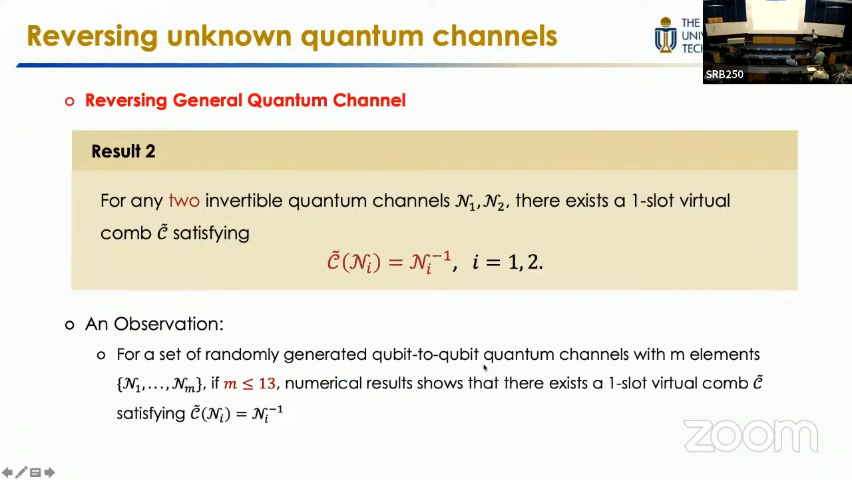 Reversing unknown quantum channels
THE
UNIV
TECH
SRB250
Reversing General Quantum Channel
Result 2
For any two invertible quantum channels 𝒩₁, 𝒩₂, there exists a 1-slot virtual
comb 𝒞̃ satisfying
𝒞̃(𝒩ᵢ) = 𝒩ᵢ⁻¹, i = 1, 2.
An Observation:
For a set of randomly generated qubit-to-qubit quantum channels with m elements
{𝒩₁, . . . , 𝒩ₘ}, if m ≤ 13, numerical results shows that there exists a 1-slot virtual comb 𝒞̃
satisfying 𝒞̃(𝒩ᵢ) = 𝒩ᵢ⁻¹
zoom